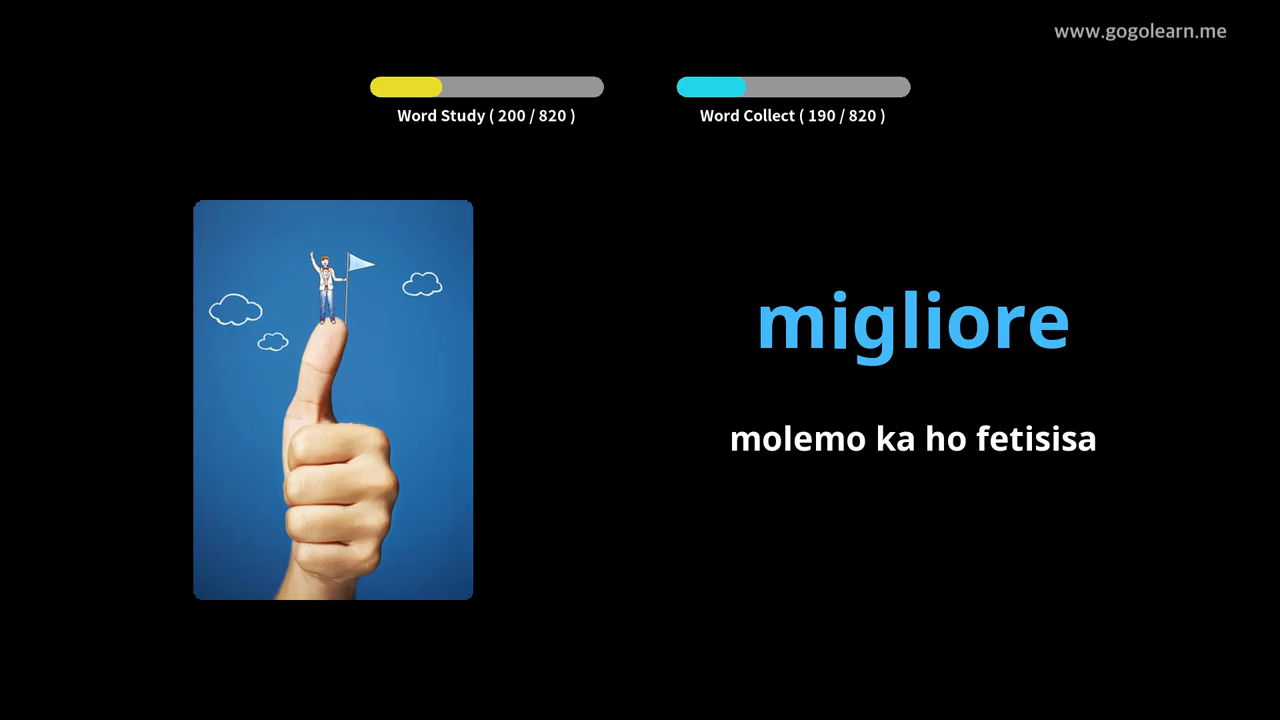 www.gogolearn.me
Word Study ( 200 / 820 )
Word Collect ( 190 / 820 )
migliore
molemo ka ho fetisisa